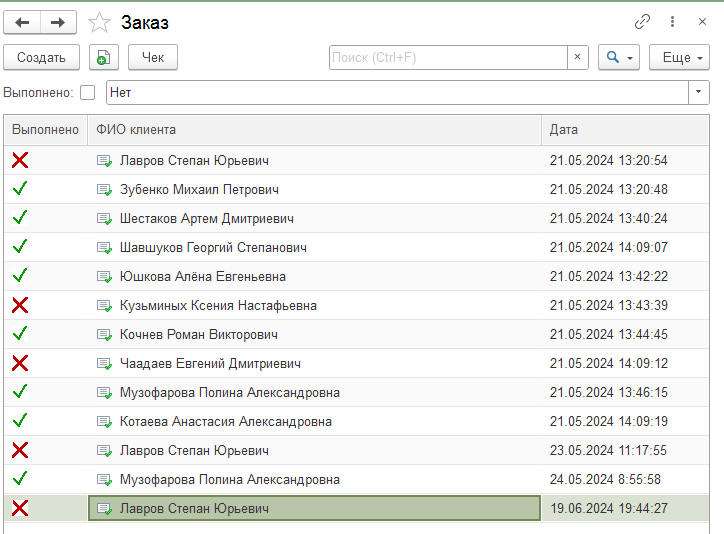 Заказ
Создать Чек Поиск (Ctrl+F) × Еще
Выполнено: Нет
Выполнено ФИО клиента Дата
Лавров Степан Юрьевич 21.05.2024 13:20:54
Зубенко Михаил Петрович 21.05.2024 13:20:48
Шестаков Артем Дмитриевич 21.05.2024 13:40:24
Шавшуков Георгий Степанович 21.05.2024 14:09:07
Юшкова Алёна Евгеньевна 21.05.2024 13:42:22
Кузьминых Ксения Настафьевна 21.05.2024 13:43:39
Кочнев Роман Викторович 21.05.2024 13:44:45
Чаадаев Евгений Дмитриевич 21.05.2024 14:09:12
Музофарова Полина Александровна 21.05.2024 13:46:15
Котаева Анастасия Александровна 21.05.2024 14:09:19
Лавров Степан Юрьевич 23.05.2024 11:17:55
Музофарова Полина Александровна 24.05.2024 8:55:58
Лавров Степан Юрьевич 19.06.2024 19:44:27